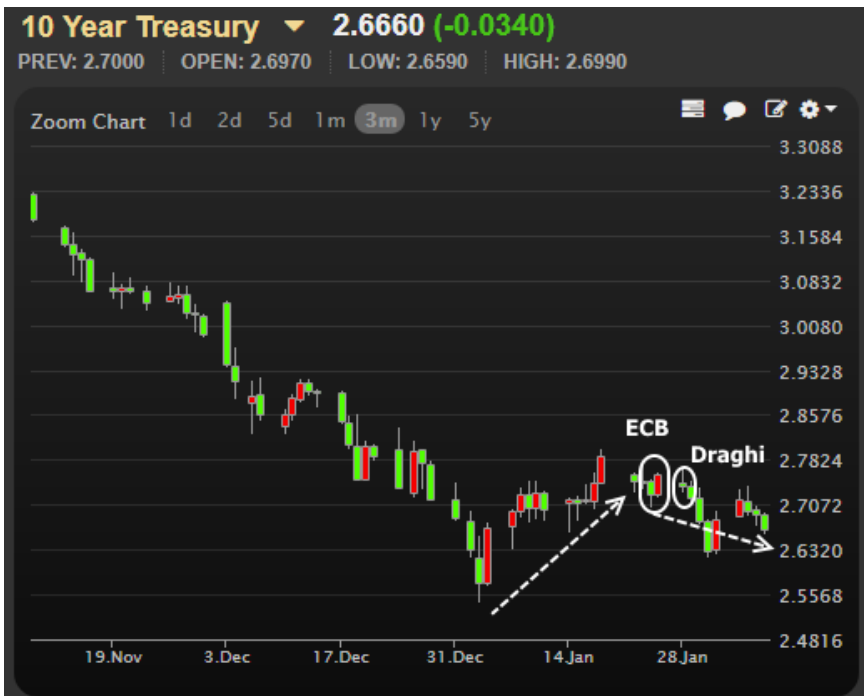 10 Year Treasury 2.6660 (-0.0340)
PREV: 2.7000 OPEN: 2.6970 LOW: 2.6590 HIGH: 2.6990
Zoom Chart 1d 2d 5d 1m 3m 1y 5y
3.3088
3.2336
3.1584
3.0832
3.0080
2.9328
2.8576
ECB
Draghi
2.7824
2.7072
2.6320
2.5568
2.4816
19.Nov 3.Dec 17.Dec 31.Dec 14.Jan 28.Jan